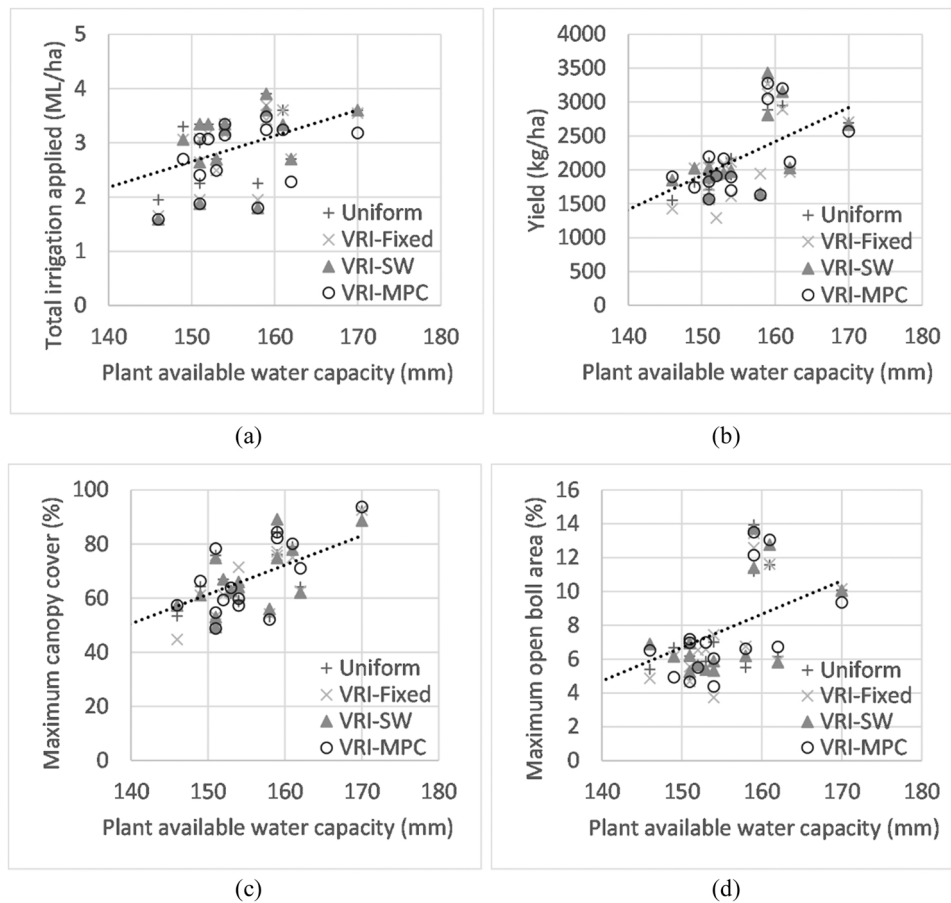 5
4
3
2
1
0
140 150 160 170 180
Total irrigation applied (ML/ha)
Plant available water capacity (mm)
Uniform
VRI-Fixed
VRI-SW
VRI-MPC
(a)
4000
3500
3000
2500
2000
1500
1000
500
0
140 150 160 170 180
Yield (kg/ha)
Plant available water capacity (mm)
Uniform
VRI-Fixed
VRI-SW
VRI-MPC
(b)
100
80
60
40
20
0
140 150 160 170 180
Maximum canopy cover (%)
Plant available water capacity (mm)
Uniform
VRI-Fixed
VRI-SW
VRI-MPC
(c)
16
14
12
10
8
6
4
2
0
140 150 160 170 180
Maximum open boll area (%)
Plant available water capacity (mm)
Uniform
VRI-Fixed
VRI-SW
VRI-MPC
(d)